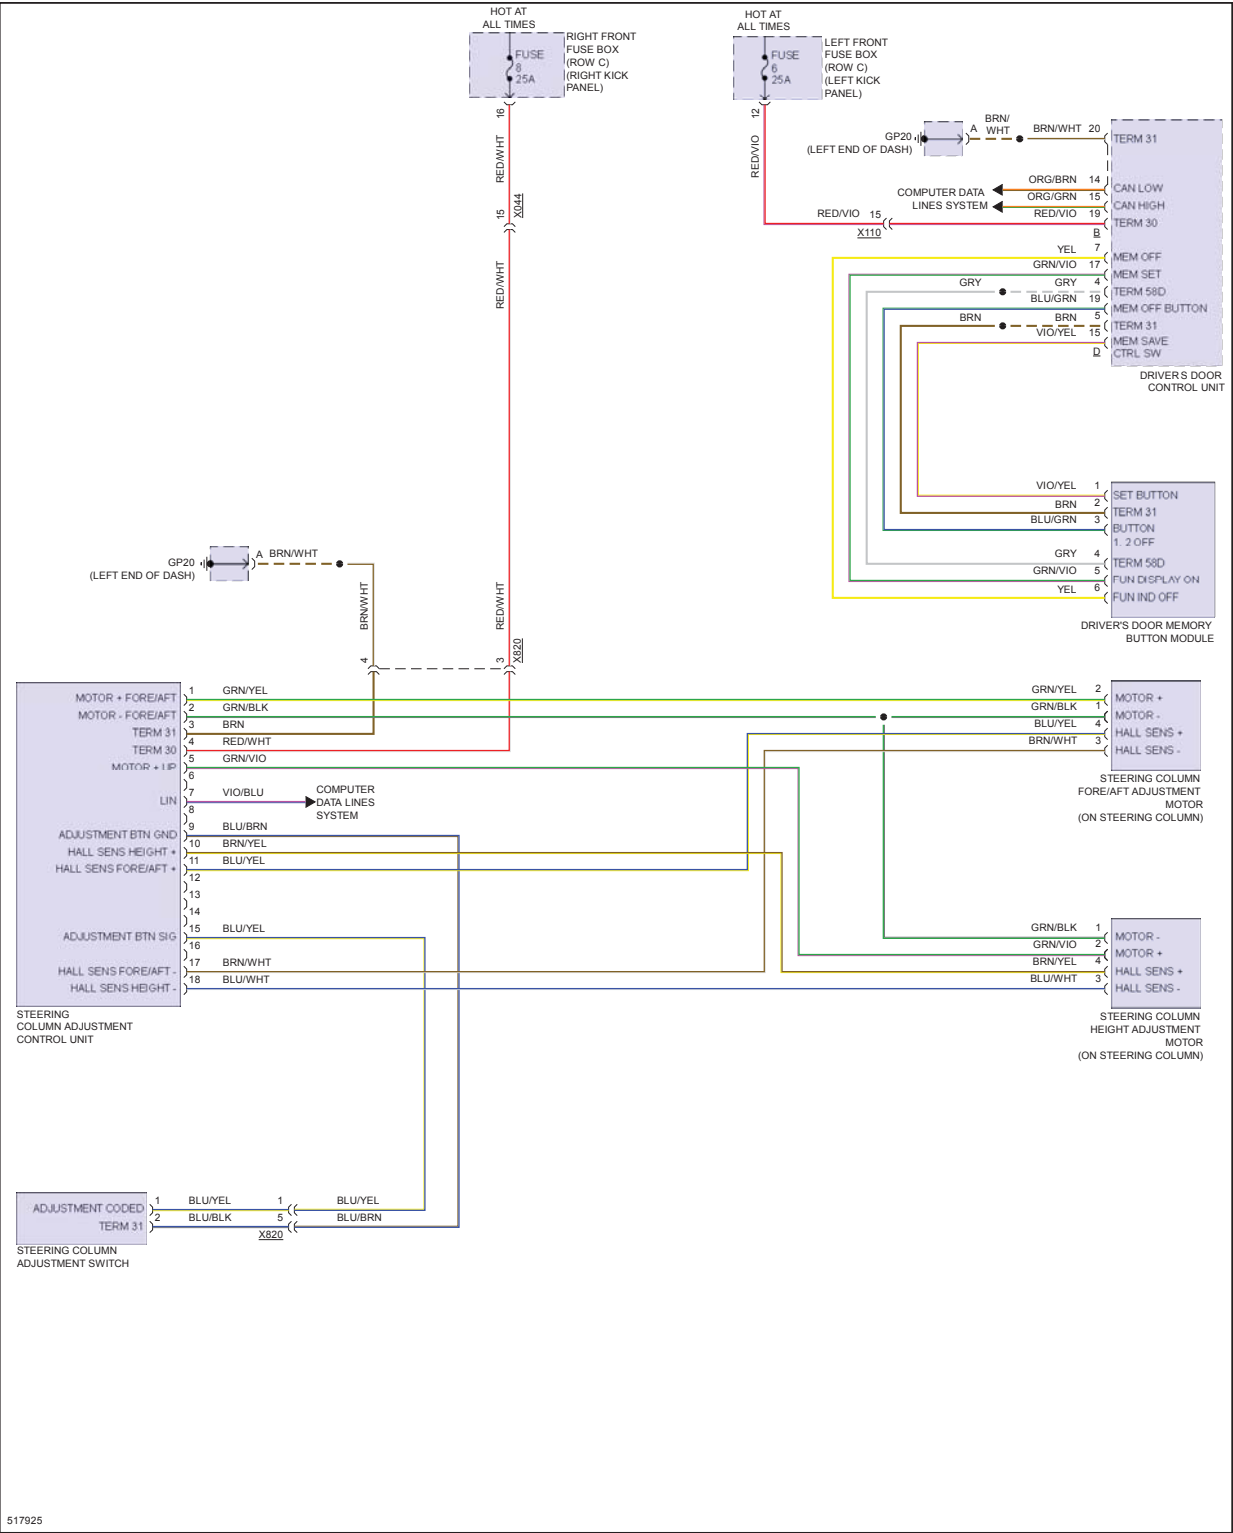 HOT AT
ALL TIMES
FUSE
8
25A
RIGHT FRONT
FUSE BOX
(ROW C)
(RIGHT KICK
PANEL)
16
RED/WHT
15
X044
RED/WHT
RED/WHT
3
X820
HOT AT
ALL TIMES
FUSE
6
25A
LEFT FRONT
FUSE BOX
(ROW C)
(LEFT KICK
PANEL)
12
RED/VIO
GP20
(LEFT END OF DASH)
A
BRN/
WHT
BRN/WHT 20
TERM 31
COMPUTER DATA
LINES SYSTEM
ORG/BRN 14
CAN LOW
ORG/GRN 15
CAN HIGH
RED/VIO 15
X110
RED/VIO 19
TERM 30
B
YEL 7
MEM OFF
GRN/VIO 17
MEM SET
GRY
GRY 4
TERM 58D
BLU/GRN 19
MEM OFF BUTTON
BRN
BRN 5
TERM 31
VIO/YEL 15
MEM SAVE
CTRL SW
D
DRIVERS DOOR
CONTROL UNIT
VIO/YEL 1
SET BUTTON
BRN 2
TERM 31
BLU/GRN 3
BUTTON
1. 2 OFF
GRY 4
TERM 58D
GRN/VIO 5
FUN DISPLAY ON
YEL 6
FUN IND OFF
DRIVER'S DOOR MEMORY
BUTTON MODULE
GP20
(LEFT END OF DASH)
A BRN/WHT
BRN/WHT
4
MOTOR + FORE/AFT 1 GRN/YEL
MOTOR - FORE/AFT 2 GRN/BLK
TERM 31 3 BRN
TERM 30 4 RED/WHT
MOTOR + UP 5 GRN/VIO
6
LIN 7 VIO/BLU
COMPUTER
DATA LINES
SYSTEM
8
ADJUSTMENT BTN GND 9 BLU/BRN
HALL SENS HEIGHT + 10 BRN/YEL
HALL SENS FORE/AFT + 11 BLU/YEL
12
13
14
ADJUSTMENT BTN SIG 15 BLU/YEL
16
HALL SENS FORE/AFT - 17 BRN/WHT
HALL SENS HEIGHT - 18 BLU/WHT
STEERING
COLUMN ADJUSTMENT
CONTROL UNIT
GRN/YEL 2 MOTOR +
GRN/BLK 1 MOTOR -
BLU/YEL 4 HALL SENS +
BRN/WHT 3 HALL SENS -
STEERING COLUMN
FORE/AFT ADJUSTMENT
MOTOR
(ON STEERING COLUMN)
GRN/BLK 1 MOTOR -
GRN/VIO 2 MOTOR +
BRN/YEL 4 HALL SENS +
BLU/WHT 3 HALL SENS -
STEERING COLUMN
HEIGHT ADJUSTMENT
MOTOR
(ON STEERING COLUMN)
ADJUSTMENT CODED 1 BLU/YEL 1 BLU/YEL
TERM 31 2 BLU/BLK 5 BLU/BRN
X820
STEERING COLUMN
ADJUSTMENT SWITCH
517925